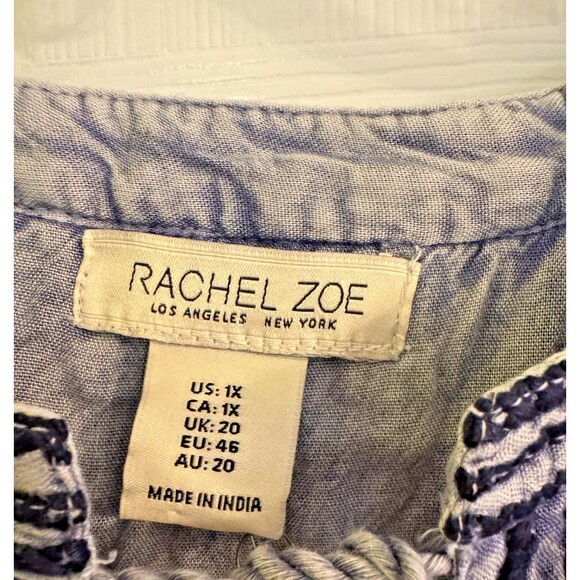 RACHEL ZOE
LOS ANGELES NEW YORK
US: 1X
CA: 1X
UK: 20
EU: 46
AU: 20
MADE IN INDIA